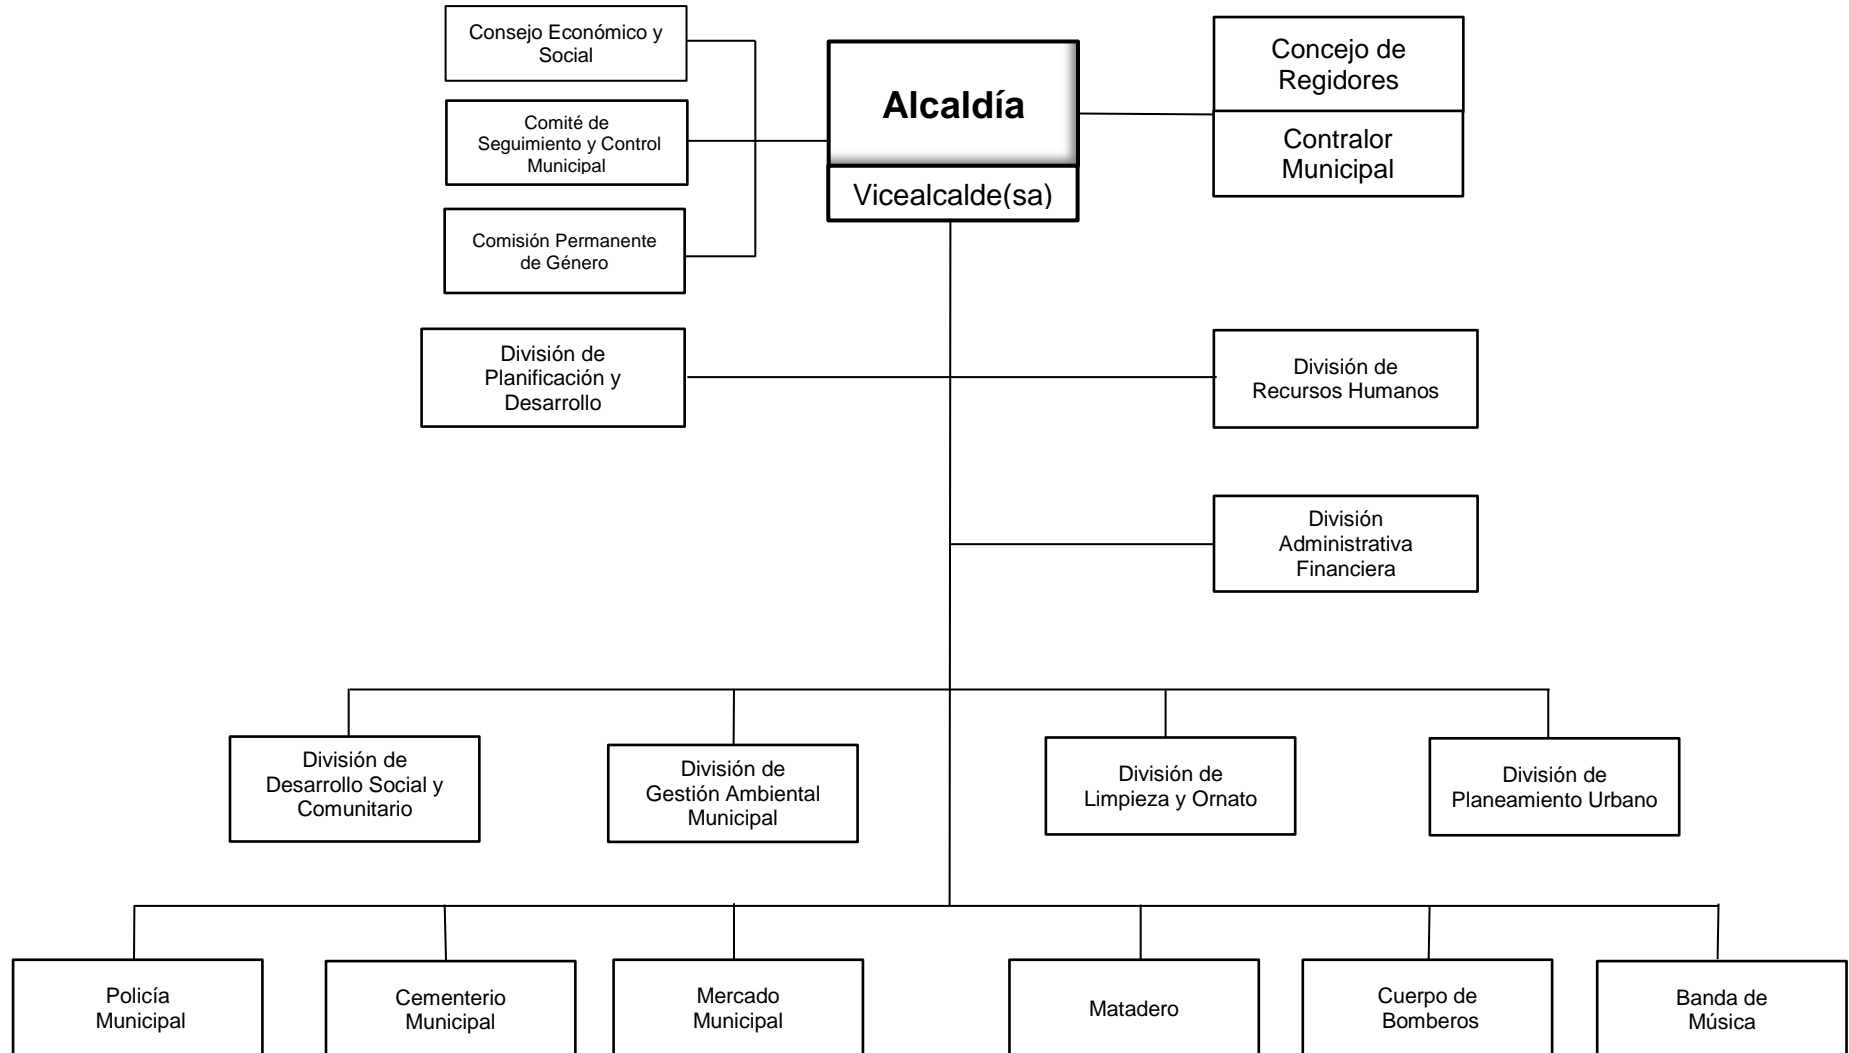 Consejo Económico y
Social
Comité de
Seguimiento y Control
Municipal
Comisión Permanente
de Género
Alcaldía
Vicealcalde(sa)
Concejo de
Regidores
Contralor
Municipal
División de
Planificación y
Desarrollo
División de
Recursos Humanos
División
Administrativa
Financiera
División de
Desarrollo Social y
Comunitario
División de
Gestión Ambiental
Municipal
División de
Limpieza y Ornato
División de
Planeamiento Urbano
Policía
Municipal
Cementerio
Municipal
Mercado
Municipal
Matadero
Cuerpo de
Bomberos
Banda de
Música